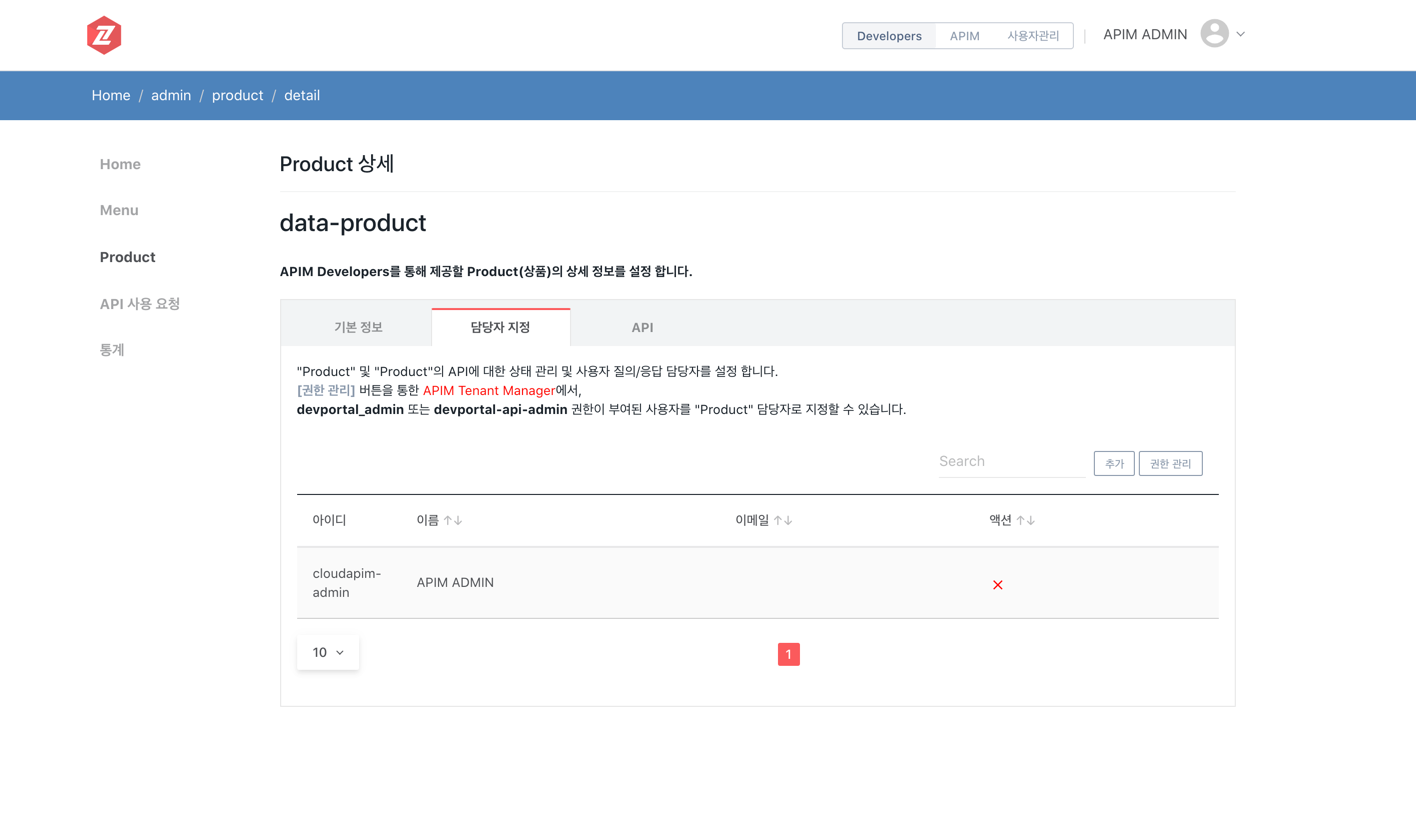 Developers APIM 사용자관리 | APIM ADMIN
Home / admin / product / detail
Home
Menu
Product
API 사용 요청
통계
Product 상세
data-product
APIM Developers를 통해 제공할 Product(상품)의 상세 정보를 설정 합니다.
기본 정보 담당자 지정 API
"Product" 및 "Product"의 API에 대한 상태 관리 및 사용자 질의/응답 담당자를 설정 합니다.
[권한 관리] 버튼을 통한 APIM Tenant Manager에서,
devportal_admin 또는 devportal-api-admin 권한이 부여된 사용자를 "Product" 담당자로 지정할 수 있습니다.
Search 추가 권한 관리
아이디 이름 ↑↓ 이메일 ↑↓ 액션 ↑↓
cloudapim-
admin
APIM ADMIN
10
1